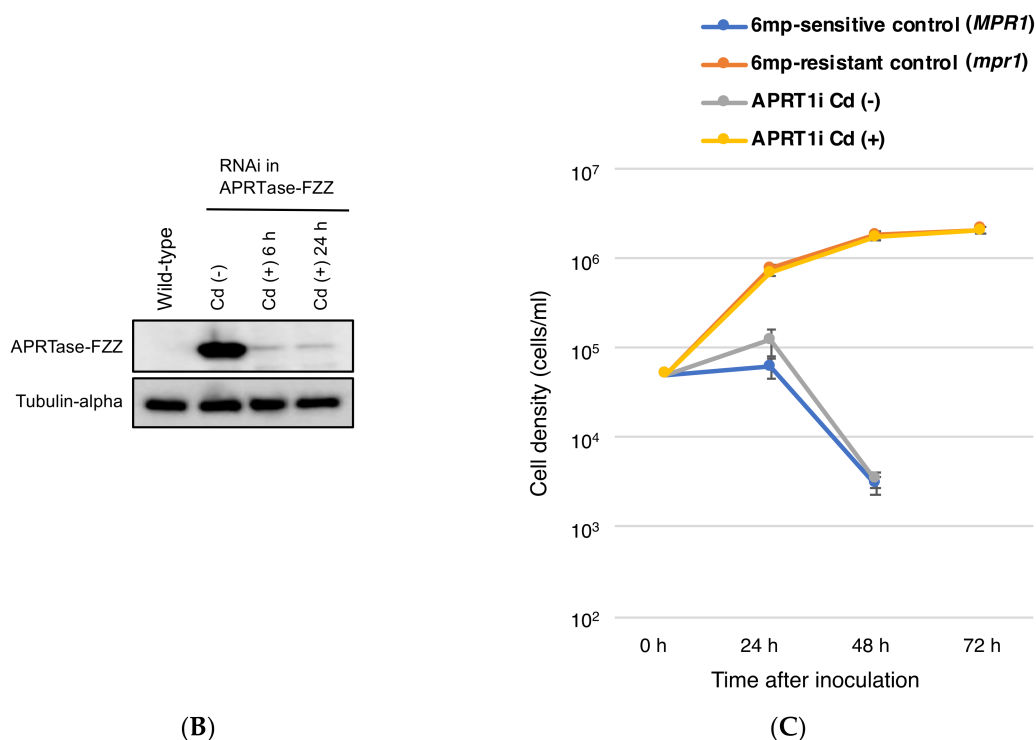 RNAi in
APRTase-FZZ
Wild-type
Cd (-)
Cd (+) 6 h
Cd (+) 24 h
APRTase-FZZ
Tubulin-alpha
(B)
6mp-sensitive control (MPR1)
6mp-resistant control (mpr1)
APRT1i Cd (-)
APRT1i Cd (+)
Cell density (cells/ml)
10⁷
10⁶
10⁵
10⁴
10³
10²
0 h 24 h 48 h 72 h
Time after inoculation
(C)